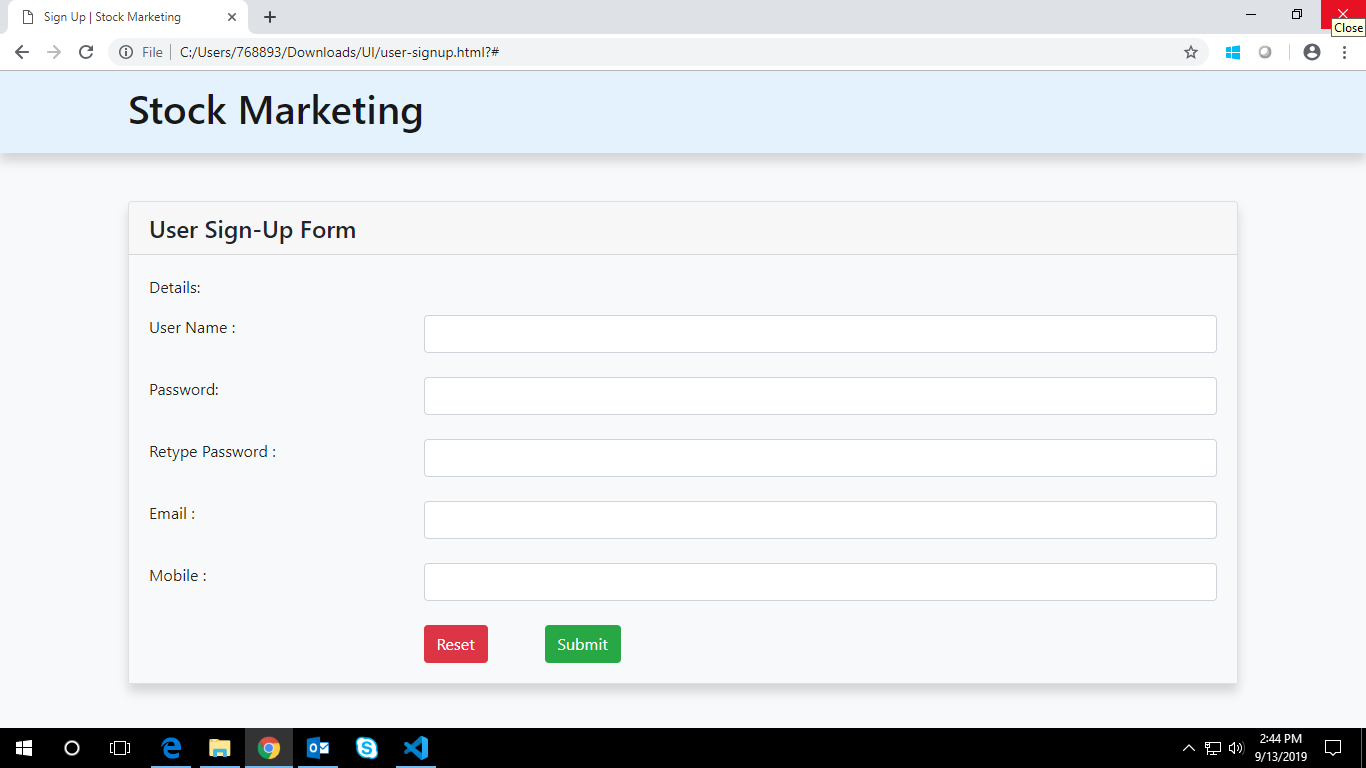 Sign Up | Stock Marketing
Close
File | C:/Users/768893/Downloads/UI/user-signup.html?#
Stock Marketing
User Sign-Up Form
Details:
User Name :
Password:
Retype Password :
Email :
Mobile :
Reset Submit
2:44 PM
9/13/2019